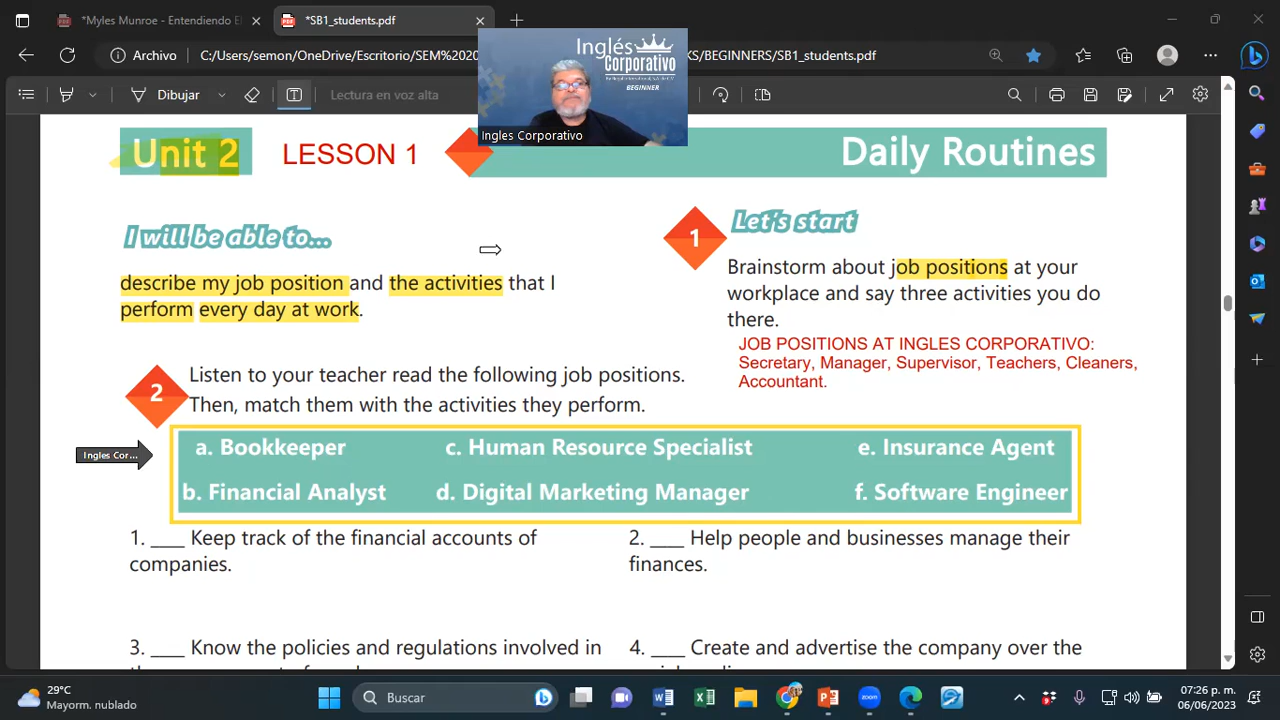 *Myles Munroe - Entendiendo El
*SB1_students.pdf
Archivo
C:/Users/semon/OneDrive/Escritorio/SEM%20
KS/BEGINNERS/SB1_students.pdf
Dibujar
Lectura en voz alta
Inglés
Corporativo
BEGINNER
Ingles Corporativo
Unit 2
LESSON 1
Daily Routines
I will be able to...
describe my job position and the activities that I
perform every day at work.
1
Let's start
Brainstorm about job positions at your
workplace and say three activities you do
there.
JOB POSITIONS AT INGLES CORPORATIVO:
Secretary, Manager, Supervisor, Teachers, Cleaners,
Accountant.
2
Listen to your teacher read the following job positions.
Then, match them with the activities they perform.
Ingles Cor...
a. Bookkeeper
c. Human Resource Specialist
e. Insurance Agent
b. Financial Analyst
d. Digital Marketing Manager
f. Software Engineer
1. ____ Keep track of the financial accounts of
companies.
2. ____ Help people and businesses manage their
finances.
3. ____ Know the policies and regulations involved in
4. ____ Create and advertise the company over the
29°C
Mayorm. nublado
Buscar
07:26 p. m.
06/06/2023